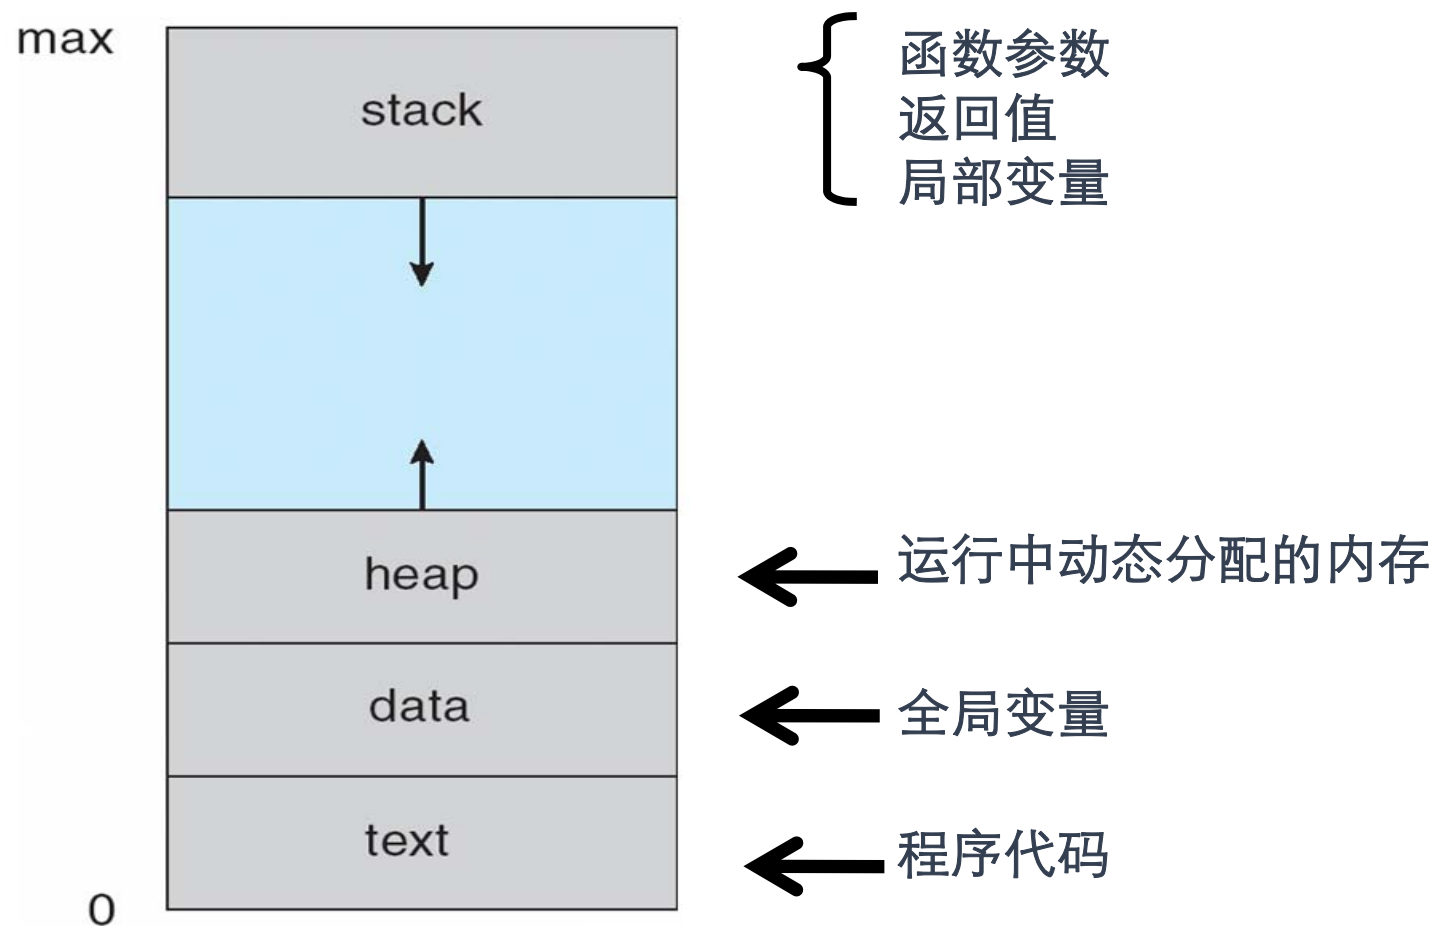 max
stack
函数参数
返回值
局部变量
heap
运行中动态分配的内存
data
全局变量
text
程序代码
0